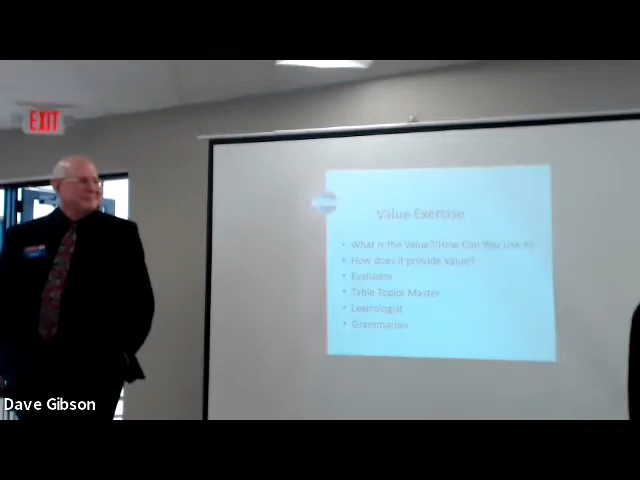 EXIT
Value Exercise
• What is the Value?/How Can You Use It?
• How does it provide Value?
• Evaluator
• Table Topics Master
• Lexicologist
• Grammarian
Dave Gibson